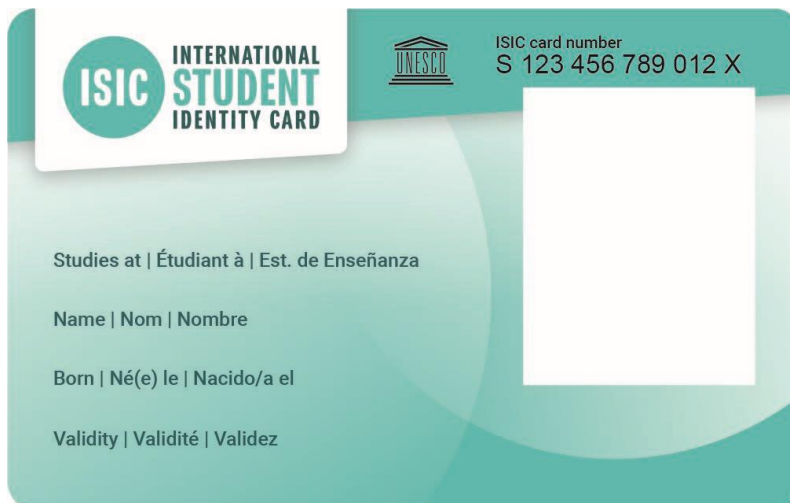 ISIC
INTERNATIONAL
STUDENT
IDENTITY CARD
UNESCO
ISIC card number
S 123 456 789 012 X
Studies at | Étudiant à | Est. de Enseñanza
Name | Nom | Nombre
Born | Né(e) le | Nacido/a el
Validity | Validité | Validez